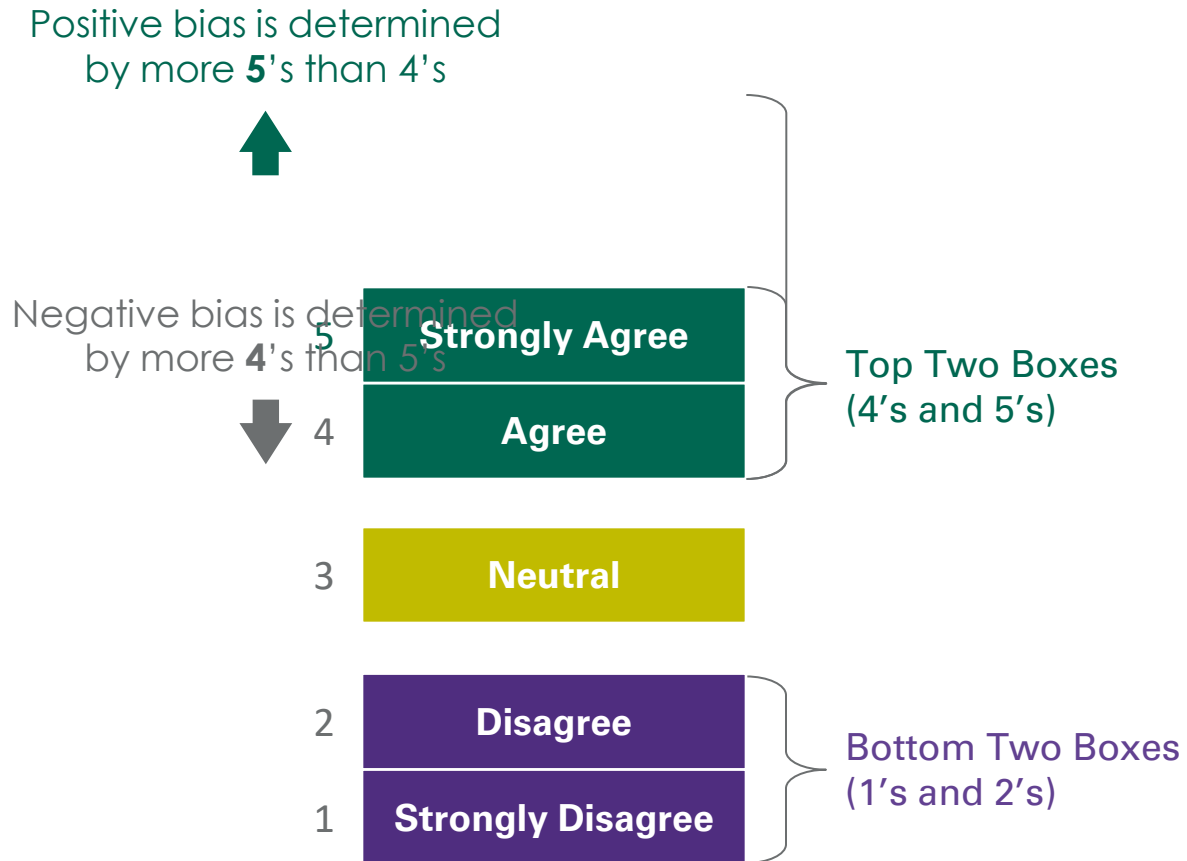 Positive bias is determined
by more 5's than 4's
Negative bias is determined
by more 4's than 5's
5 Strongly Agree
4 Agree
Top Two Boxes
(4's and 5's)
3 Neutral
2 Disagree
1 Strongly Disagree
Bottom Two Boxes
(1's and 2's)